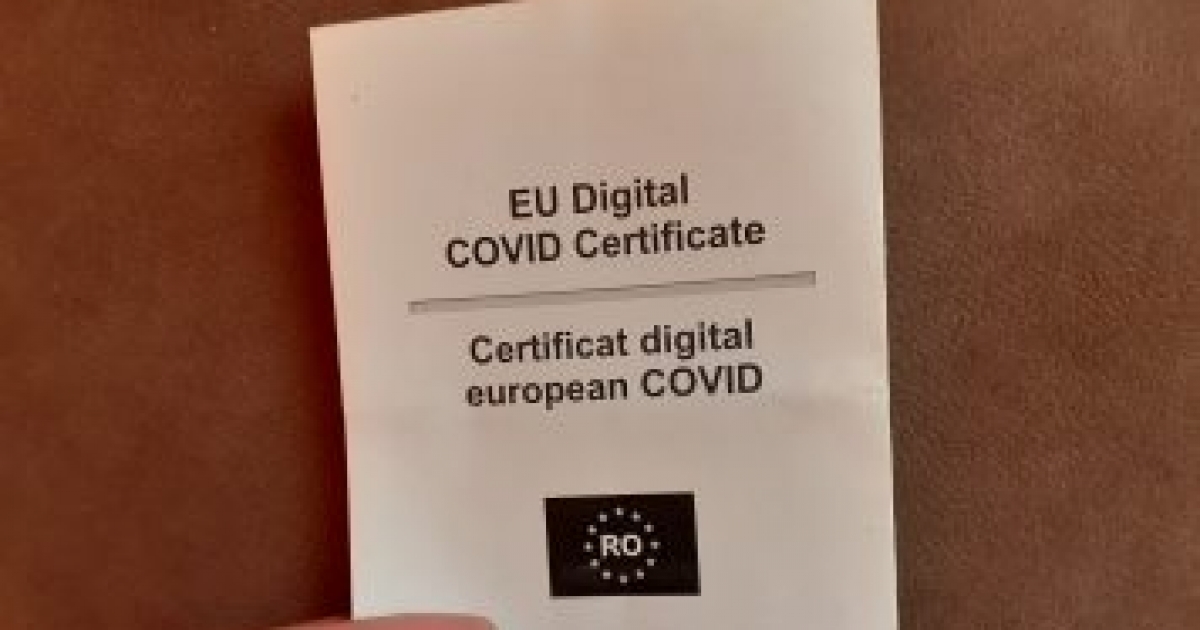 EU Digital
COVID Certificate
Certificat digital
european COVID
RO